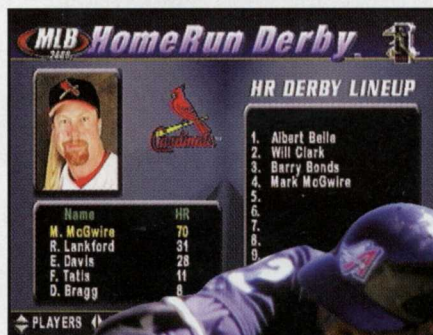 MLB 2000 HomeRun Derby
Cardinals
HR DERBY LINEUP
1. Albert Belle
2. Will Clark
3. Barry Bonds
4. Mark McGwire
5.
6.
7.
8.
9.
Name HR
M. McGwire 70
R. Lankford 31
E. Davis 28
F. Tatis 11
D. Bragg 8
PLAYERS